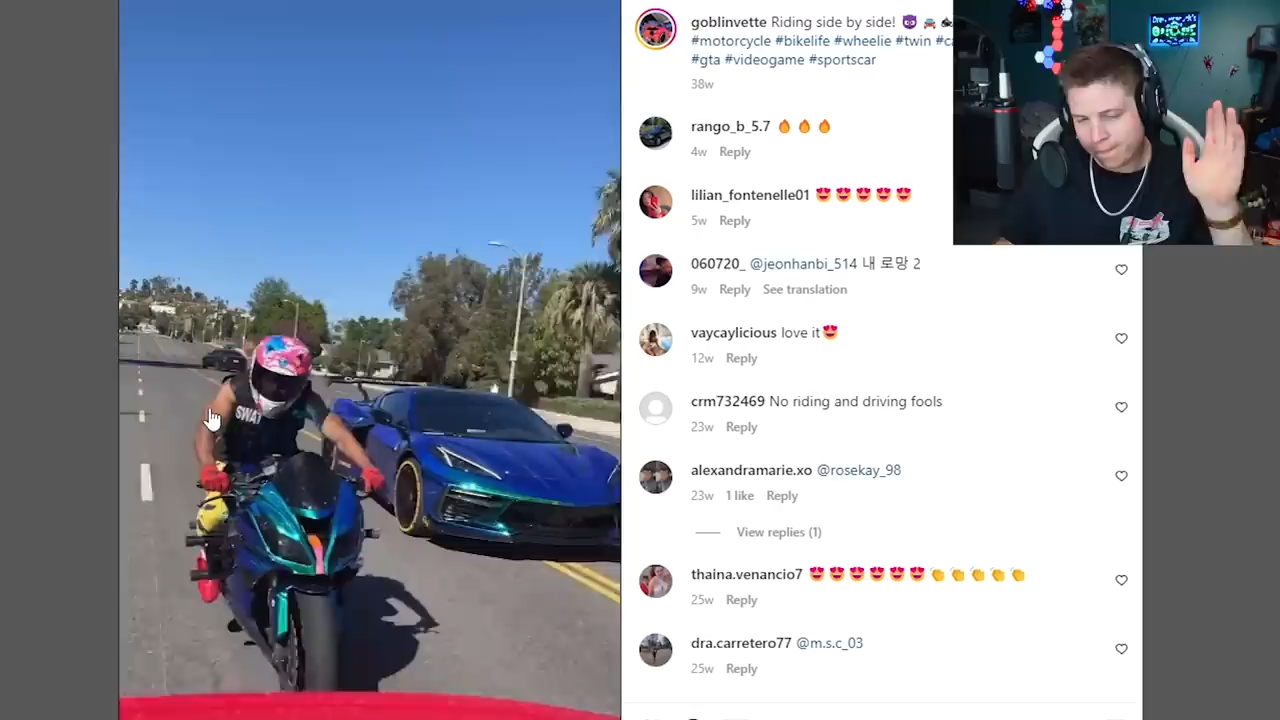 goblinvette Riding side by side! 😈 🚔 🏍
#motorcycle #bikelife #wheelie #twin #ca
#gta #videogame #sportscar
38w
rango_b_5.7 🔥 🔥 🔥
4w Reply
lilian_fontenelle01 😍 😍 😍 😍 😍
5w Reply
060720_ @jeonhanbi_514 내 로망 2
9w Reply See translation
vaycaylicious love it😍
12w Reply
crm732469 No riding and driving fools
23w Reply
alexandramarie.xo @rosekay_98
23w 1 like Reply
View replies (1)
thaina.venancio7 😍 😍 😍 😍 😍 😍 👏 👏 👏 👏 👏
25w Reply
dra.carretero77 @m.s.c_03
25w Reply
SWAT